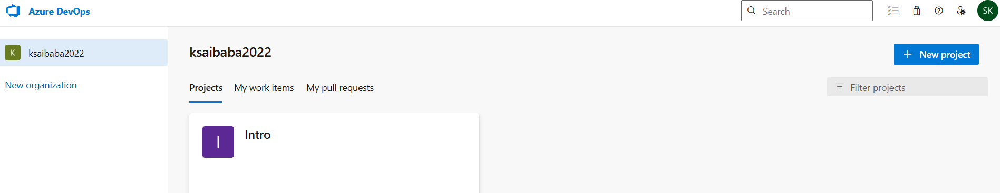 Azure DevOps
Search
SK
K
ksaibaba2022
New organization
ksaibaba2022
New project
Projects
My work items
My pull requests
Filter projects
I
Intro